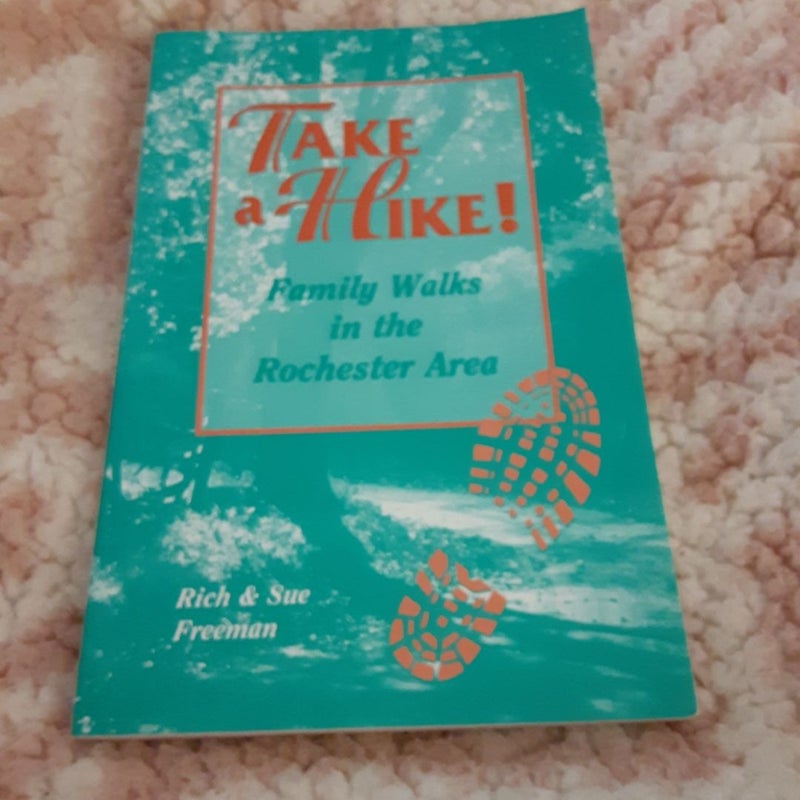 TAKE
a HIKE!
Family Walks
in the
Rochester Area
Rich & Sue
Freeman